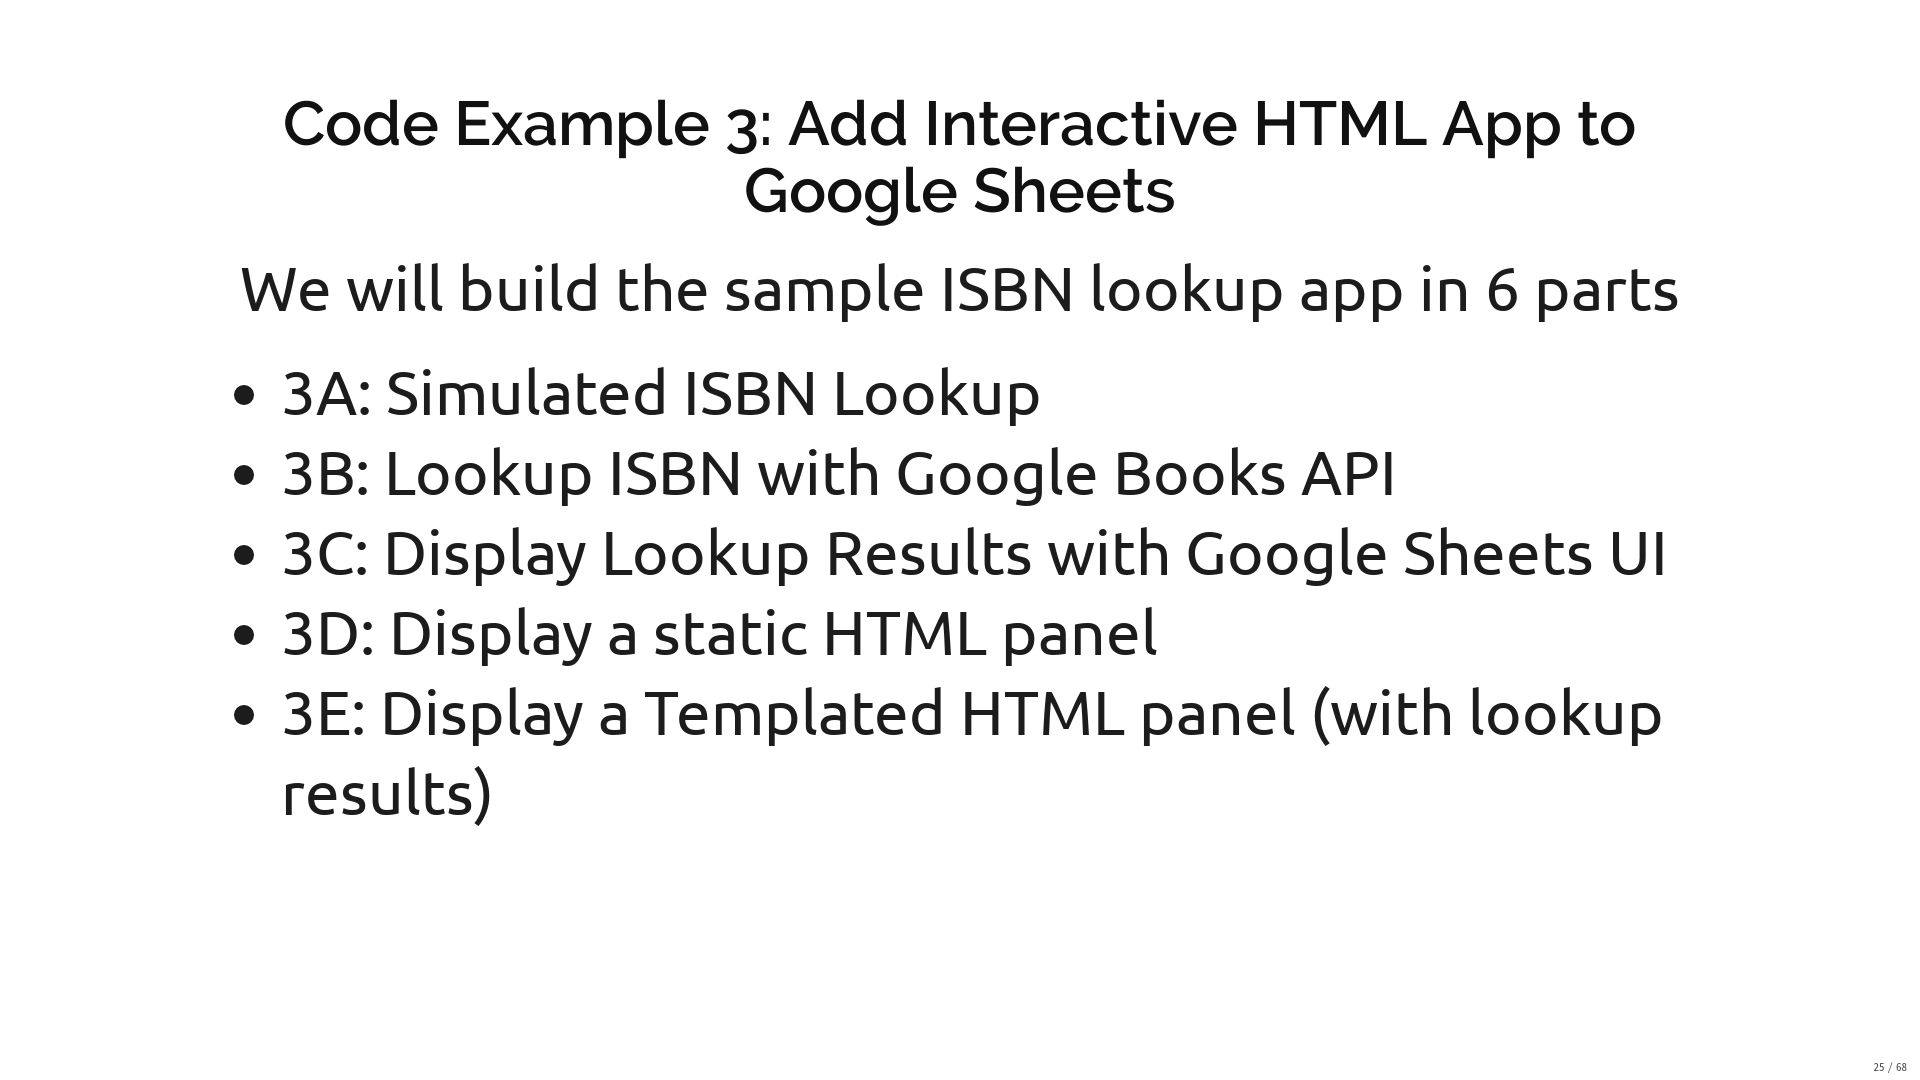 Code Example 3: Add Interactive HTML App to
Google Sheets
We will build the sample ISBN lookup app in 6 parts
• 3A: Simulated ISBN Lookup
• 3B: Lookup ISBN with Google Books API
• 3C: Display Lookup Results with Google Sheets UI
• 3D: Display a static HTML panel
• 3E: Display a Templated HTML panel (with lookup
results)
25 / 68